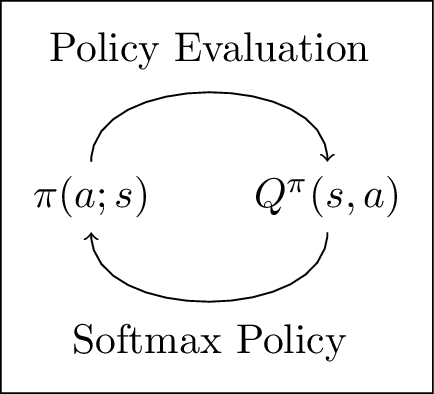 Policy Evaluation
π(a; s) Q^π(s, a)
Softmax Policy